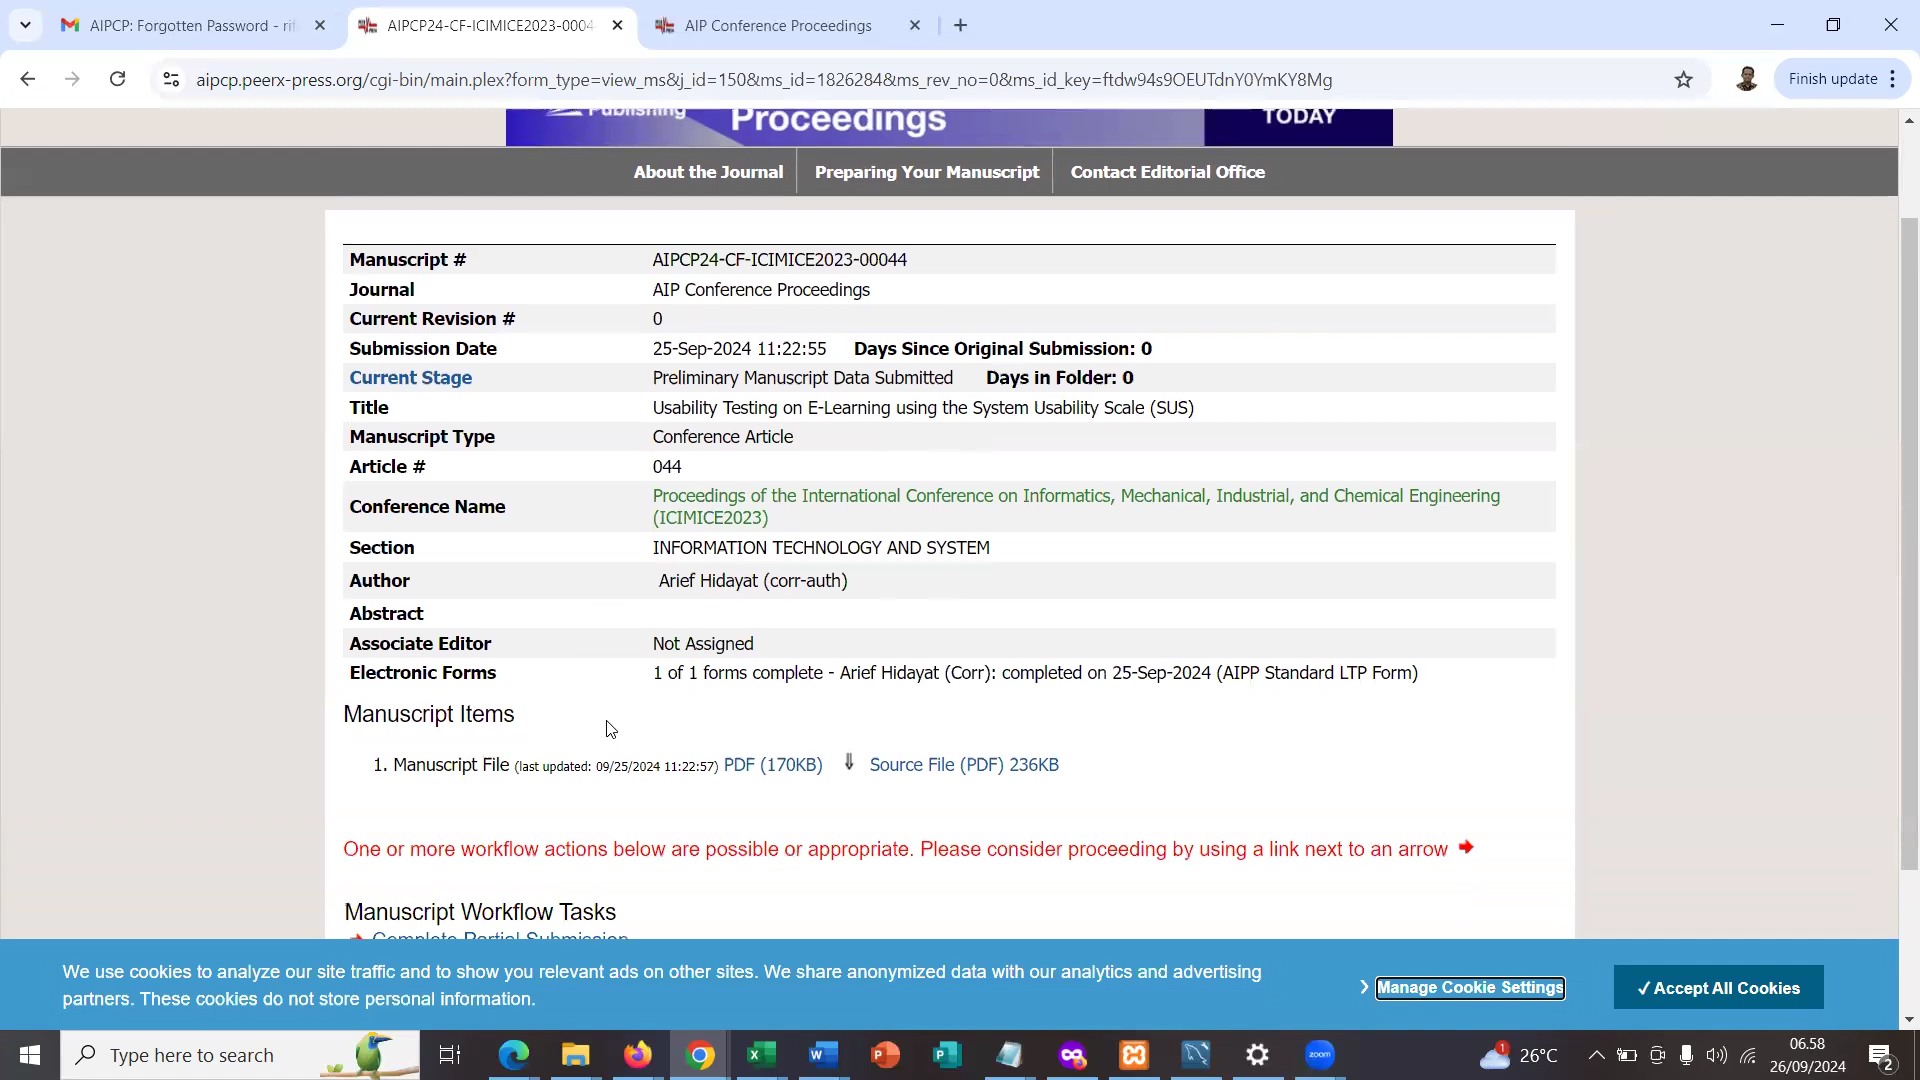 AIPCP: Forgotten Password - rif
AIPCP24-CF-ICIMICE2023-0004
AIP Conference Proceedings
aipcp.peerx-press.org/cgi-bin/main.plex?form_type=view_ms&j_id=150&ms_id=1826284&ms_rev_no=0&ms_id_key=ftdw94s9OEUTdnY0YmKY8Mg
Finish update
Publishing
Proceedings
TODAY
About the Journal
Preparing Your Manuscript
Contact Editorial Office
Manuscript # AIPCP24-CF-ICIMICE2023-00044
Journal AIP Conference Proceedings
Current Revision # 0
Submission Date 25-Sep-2024 11:22:55 Days Since Original Submission: 0
Current Stage Preliminary Manuscript Data Submitted Days in Folder: 0
Title Usability Testing on E-Learning using the System Usability Scale (SUS)
Manuscript Type Conference Article
Article # 044
Conference Name Proceedings of the International Conference on Informatics, Mechanical, Industrial, and Chemical Engineering
(ICIMICE2023)
Section INFORMATION TECHNOLOGY AND SYSTEM
Author Arief Hidayat (corr-auth)
Abstract
Associate Editor Not Assigned
Electronic Forms 1 of 1 forms complete - Arief Hidayat (Corr): completed on 25-Sep-2024 (AIPP Standard LTP Form)
Manuscript Items
1. Manuscript File (last updated: 09/25/2024 11:22:57) PDF (170KB) Source File (PDF) 236KB
One or more workflow actions below are possible or appropriate. Please consider proceeding by using a link next to an arrow
Manuscript Workflow Tasks
Complete Partial Submission
We use cookies to analyze our site traffic and to show you relevant ads on other sites. We share anonymized data with our analytics and advertising
partners. These cookies do not store personal information.
Manage Cookie Settings
✓ Accept All Cookies
Type here to search
zoom
1
26°C
06.58
26/09/2024
2